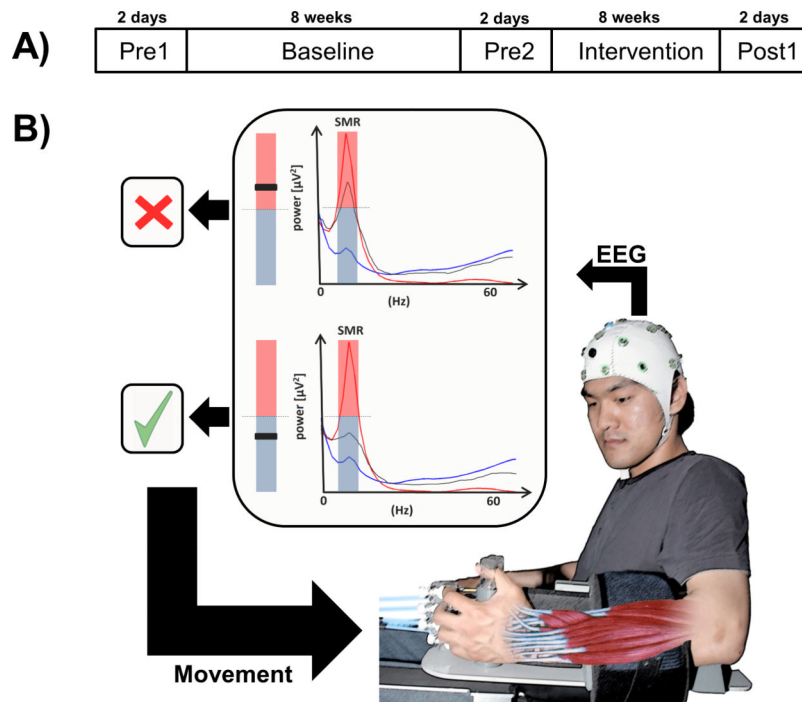 2 days 8 weeks 2 days 8 weeks 2 days
A) Pre1 Baseline Pre2 Intervention Post1
B)
SMR
power [µV²]
0 60
(Hz)
EEG
SMR
power [µV²]
0 60
(Hz)
Movement